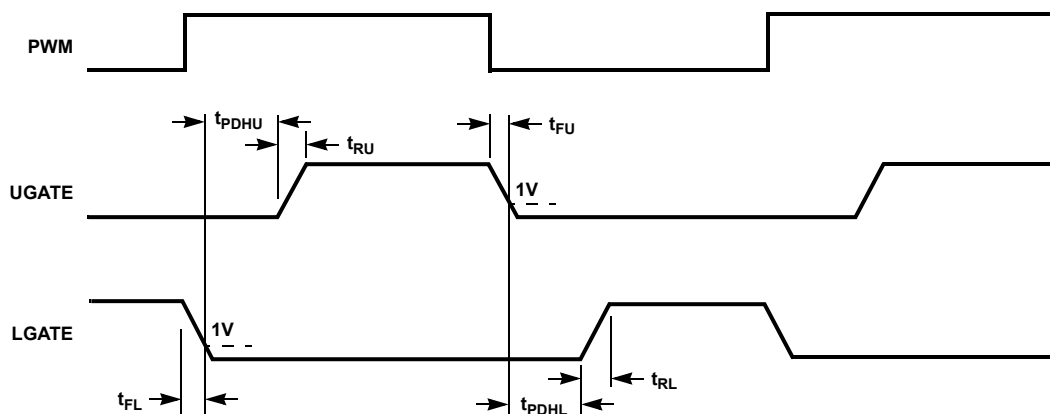 PWM
tPDHU
tRU
tFU
UGATE
1V
LGATE
1V
tFL
tPDHL
tRL